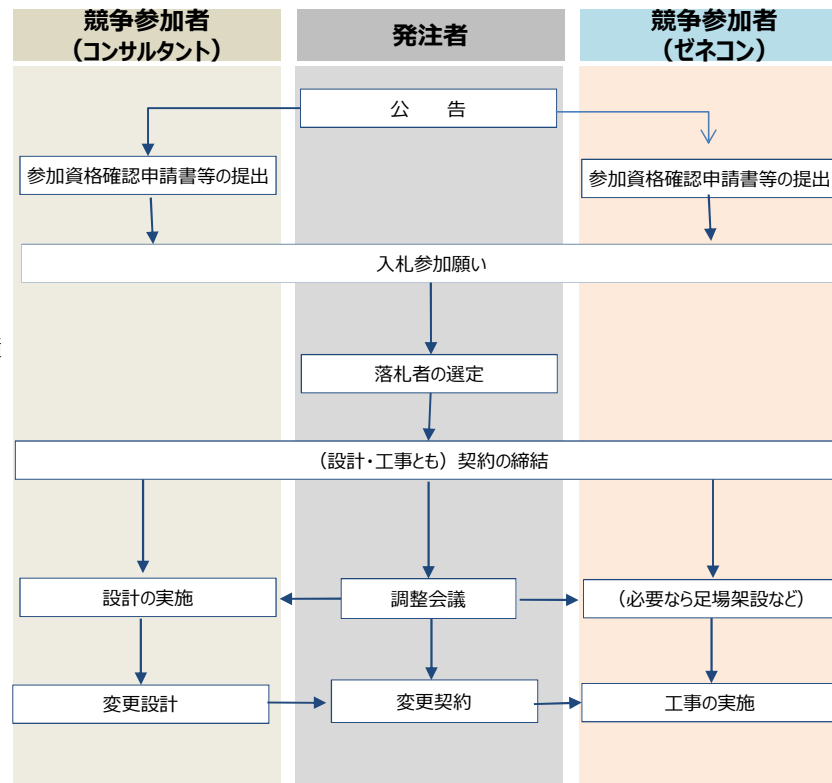 競争参加者
（コンサルタント）
発注者
競争参加者
（ゼネコン）
公　　告
参加資格確認申請書等の提出
参加資格確認申請書等の提出
入札参加願い
落札者の選定
（設計・工事とも）契約の締結
設計の実施
調整会議
（必要なら足場架設など）
変更設計
変更契約
工事の実施